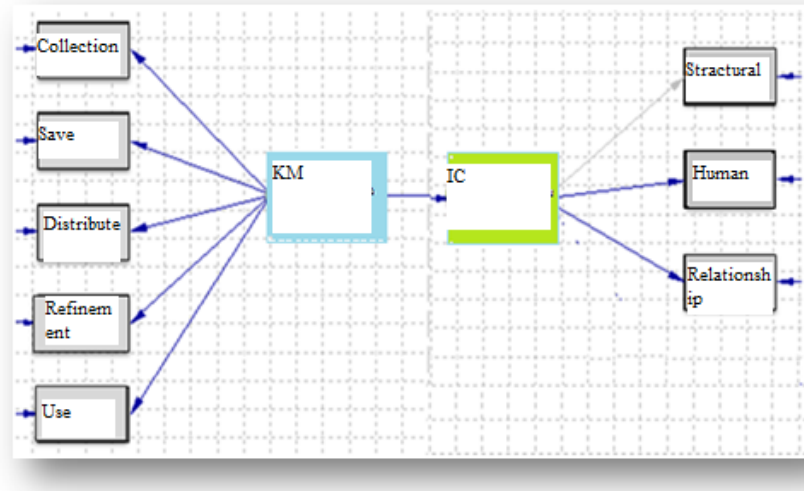 Collection
Save
Distribute
Refinem
ent
Use
KM
IC
Stractural
Human
Relationsh
ip